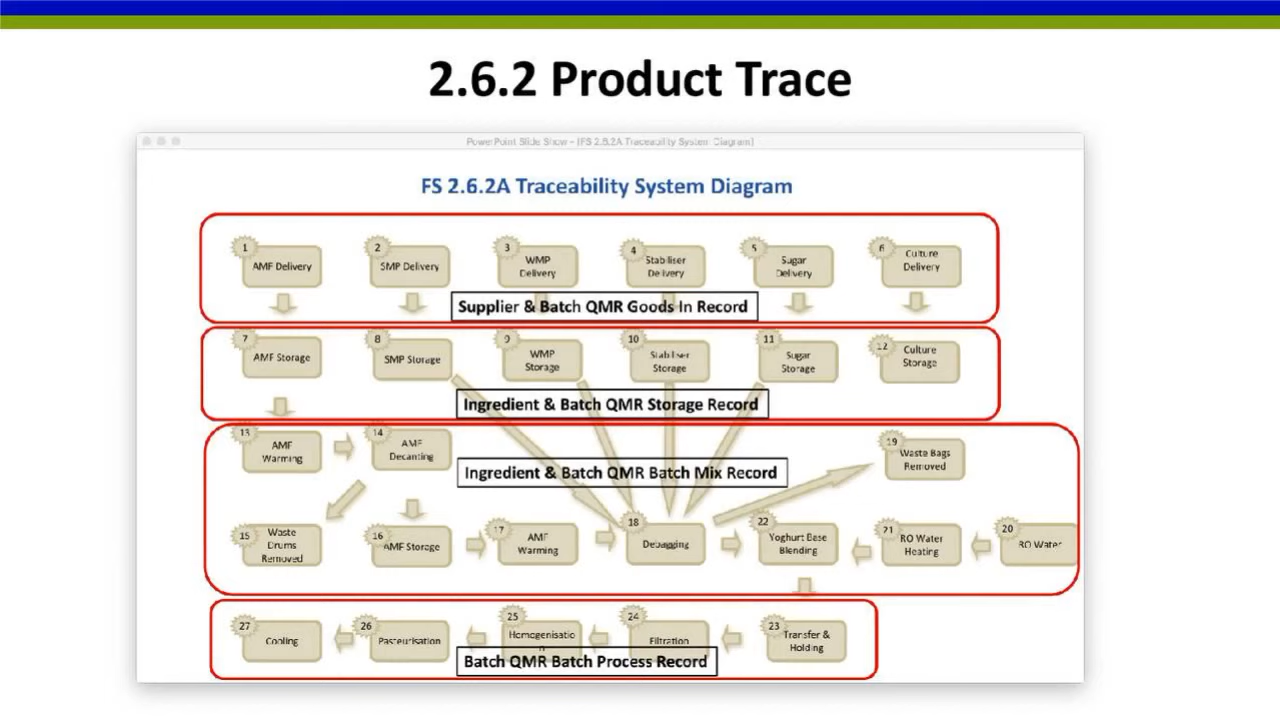 2.6.2 Product Trace
PowerPoint Slide Show - [FS 2.6.2A Traceability System Diagram]
FS 2.6.2A Traceability System Diagram
1
AMF Delivery
2
SMP Delivery
3
WMP
Delivery
4
Stabiliser
Delivery
5
Sugar
Delivery
6
Culture
Delivery
Supplier & Batch QMR Goods In Record
7
AMF Storage
8
SMP Storage
9
WMP
Storage
10
Stabiliser
Storage
11
Sugar
Storage
12
Culture
Storage
Ingredient & Batch QMR Storage Record
13
AMF
Warming
14
AMF
Decanting
19
Waste Bags
Removed
Ingredient & Batch QMR Batch Mix Record
15
Waste
Drums
Removed
16
AMF Storage
17
AMF
Warming
18
Debagging
22
Yoghurt Base
Blending
21
RO Water
Heating
20
RO Water
27
Cooling
26
Pasteurisation
25
Homogenisatio
n
24
Filtration
23
Transfer &
Holding
Batch QMR Batch Process Record